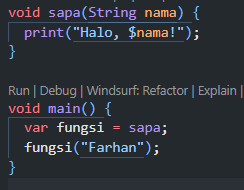 void sapa(String nama) {
  print("Halo, $nama!");
}
Run | Debug | Windsurf: Refactor | Explain |
void main() {
  var fungsi = sapa;
  fungsi("Farhan");
}